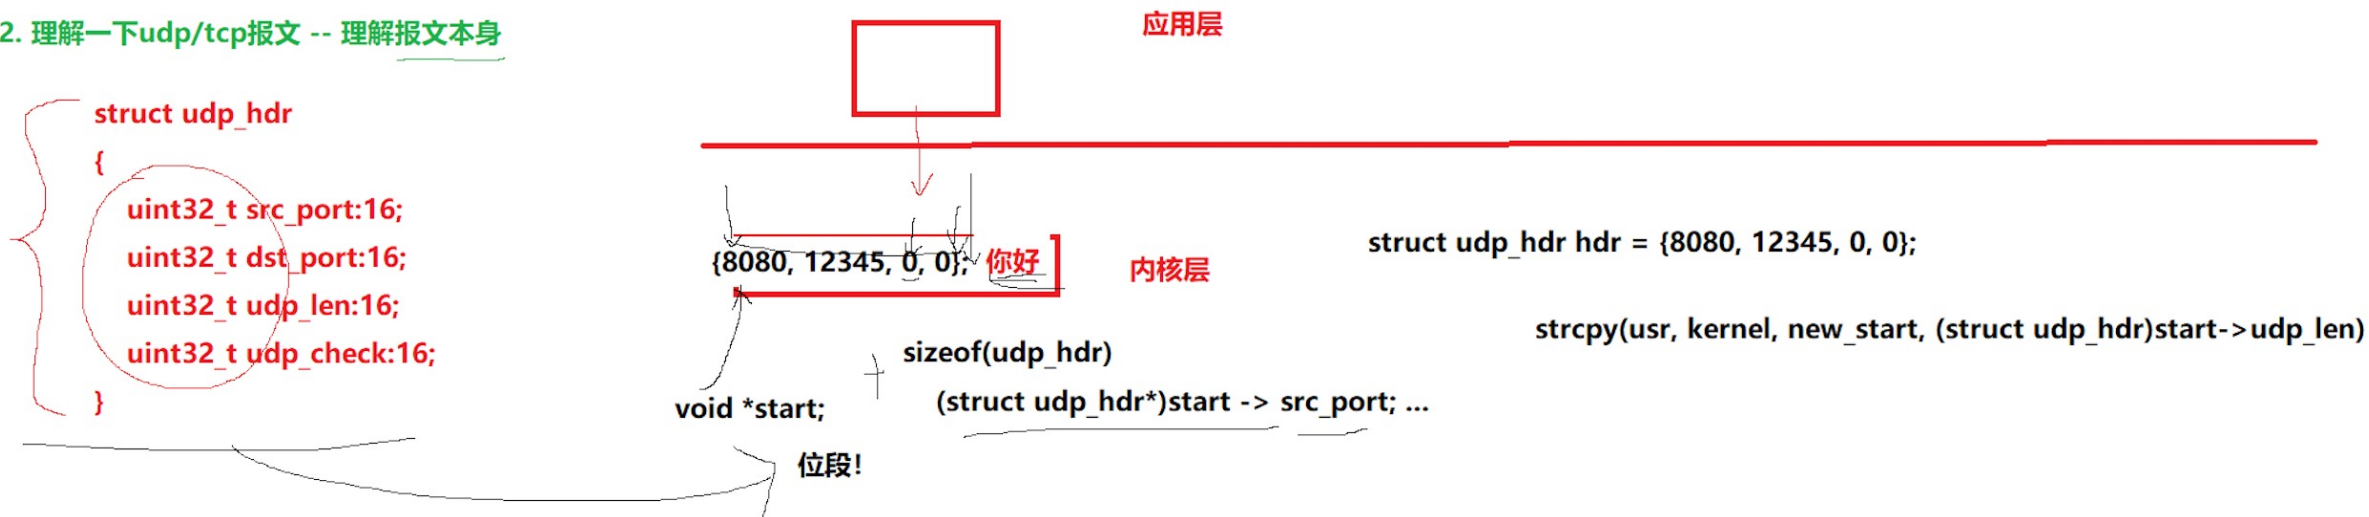 2. 理解一下udp/tcp报文 -- 理解报文本身
struct udp_hdr
{
uint32_t src_port:16;
uint32_t dst_port:16;
uint32_t udp_len:16;
uint32_t udp_check:16;
}
应用层
{8080, 12345, 0, 0}; 你好
内核层
sizeof(udp_hdr)
void *start;
(struct udp_hdr*)start -> src_port; ...
位段！
struct udp_hdr hdr = {8080, 12345, 0, 0};
strcpy(usr, kernel, new_start, (struct udp_hdr)start->udp_len)